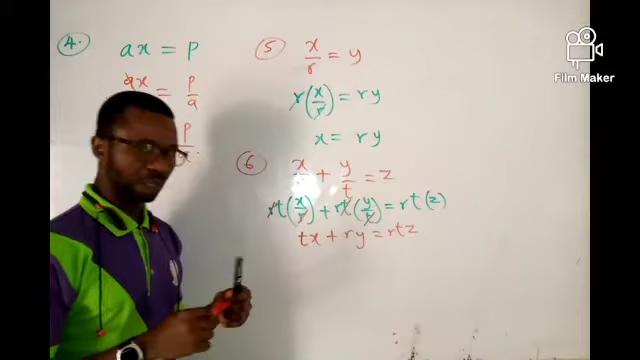 4. ax = p
ax/a = p/a
p/a.
5 x/r = y
r(x/r) = ry
x = ry
6 x/r + y/t = z
rt(x/r) + rt(y/t) = rt(z)
tx + ry = rtz
Film Maker